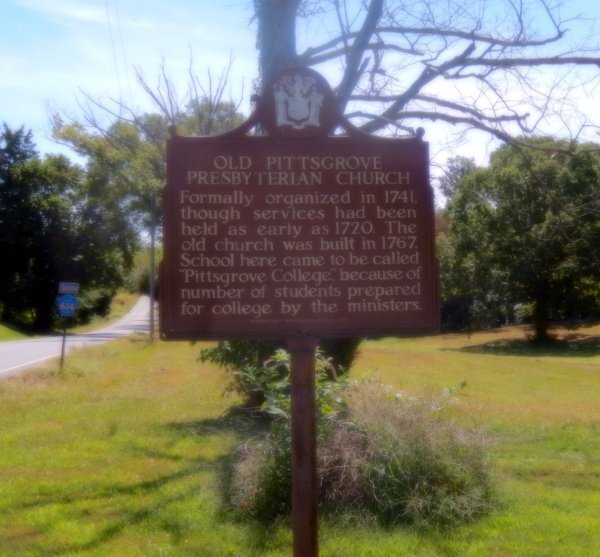 OLD PITTSGROVE
PRESBYTERIAN CHURCH
Formally organized in 1741,
though services had been
held as early as 1720. The
old church was built in 1767.
School here came to be called
"Pittsgrove College," because of
number of students prepared
for college by the ministers.